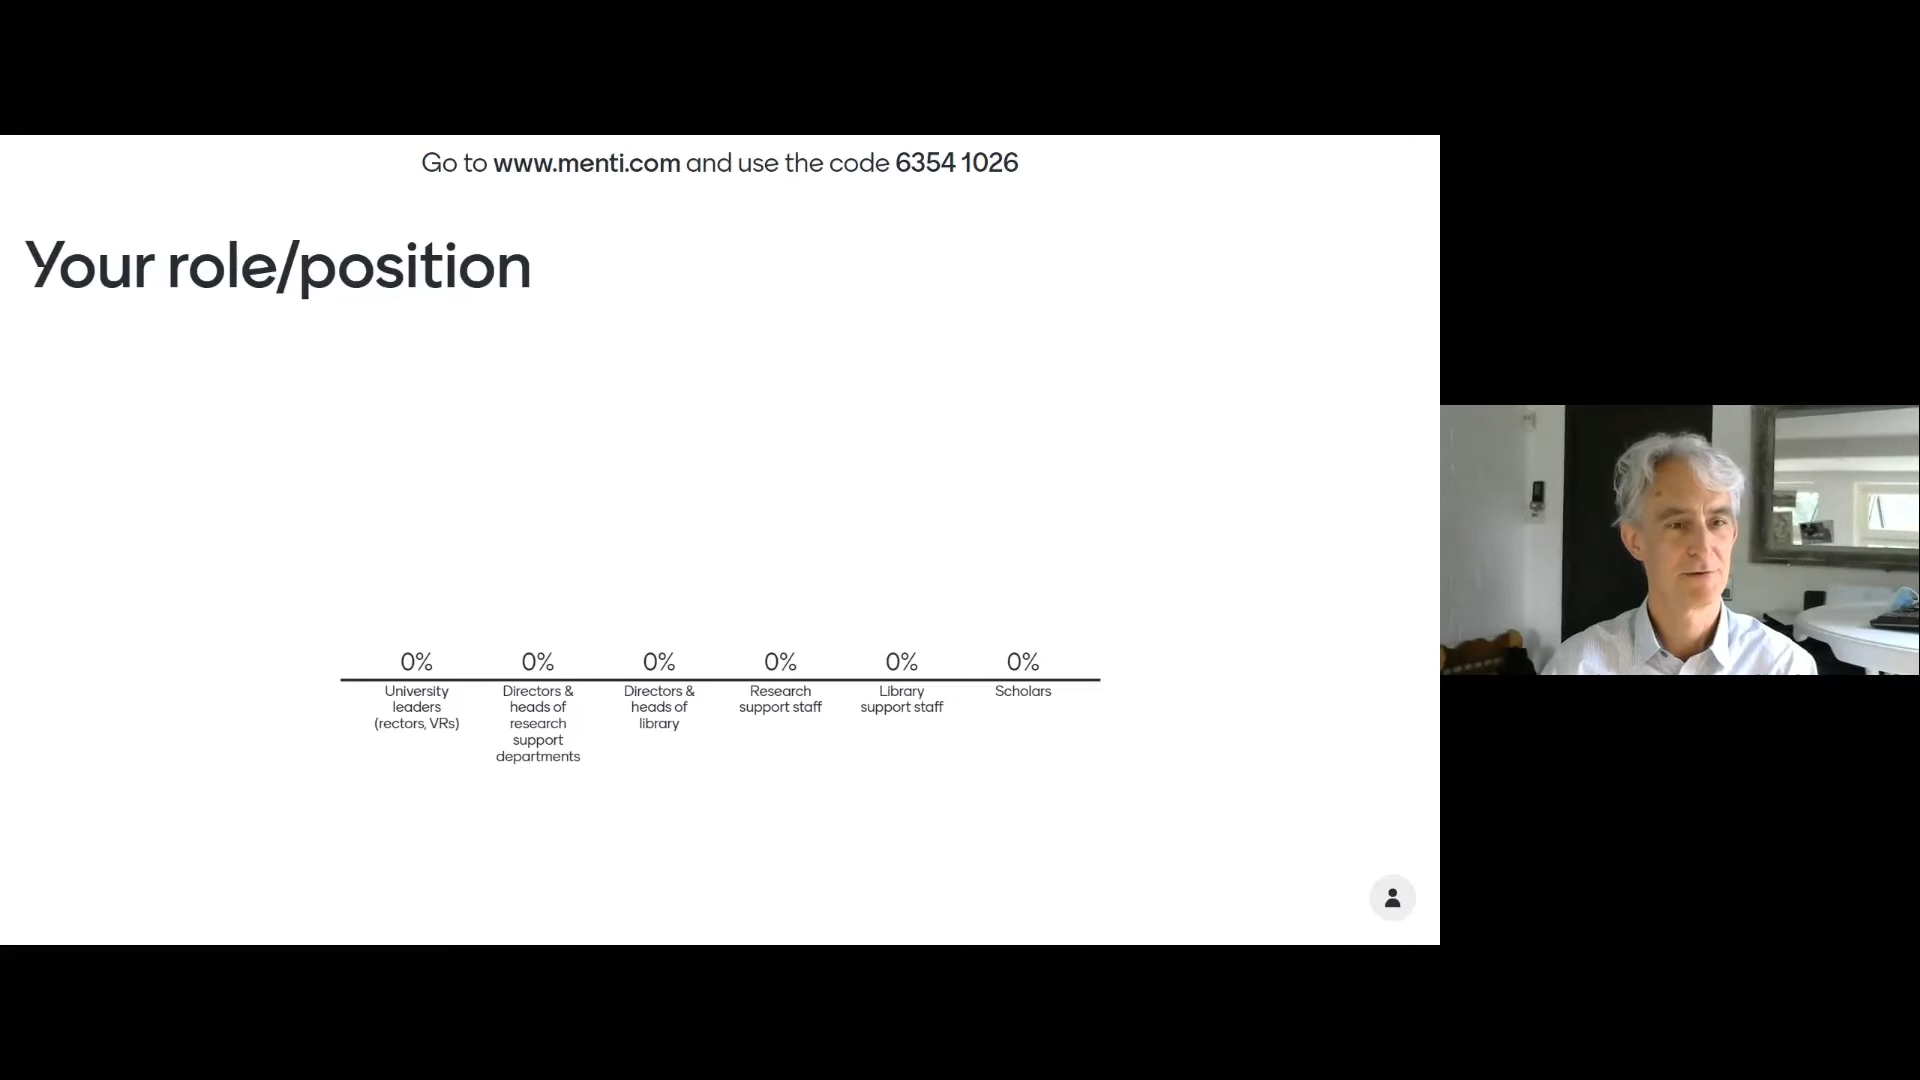 Go to www.menti.com and use the code 6354 1026
Your role/position
0% 0% 0% 0% 0% 0%
University
leaders
(rectors, VRs)
Directors &
heads of
research
support
departments
Directors &
heads of
library
Research
support staff
Library
support staff
Scholars